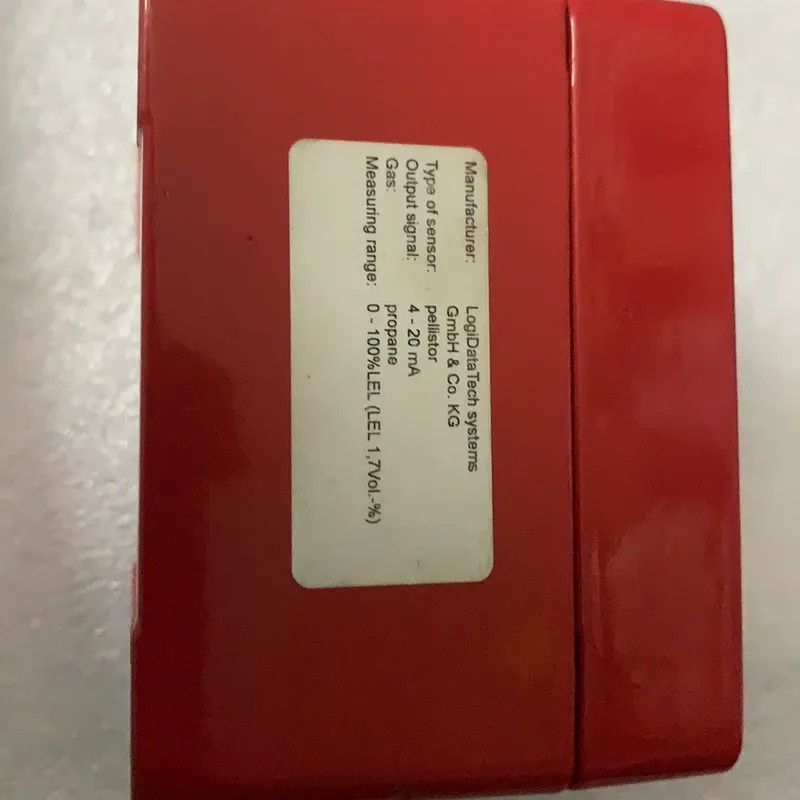 Manufacturer: LogiDataTech systems
GmbH & Co. KG
Type of sensor: pellistor
Output signal: 4 - 20 mA
Gas: propane
Measuring range: 0 - 100%LEL (LEL 1,7Vol.-%)